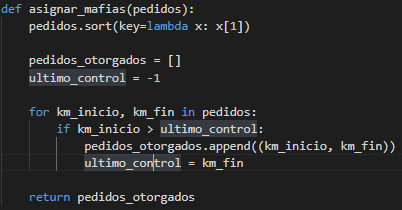 def asignar_mafias(pedidos):
    pedidos.sort(key=lambda x: x[1])
    pedidos_otorgados = []
    ultimo_control = -1
    for km_inicio, km_fin in pedidos:
        if km_inicio > ultimo_control:
            pedidos_otorgados.append((km_inicio, km_fin))
            ultimo_control = km_fin
    return pedidos_otorgados